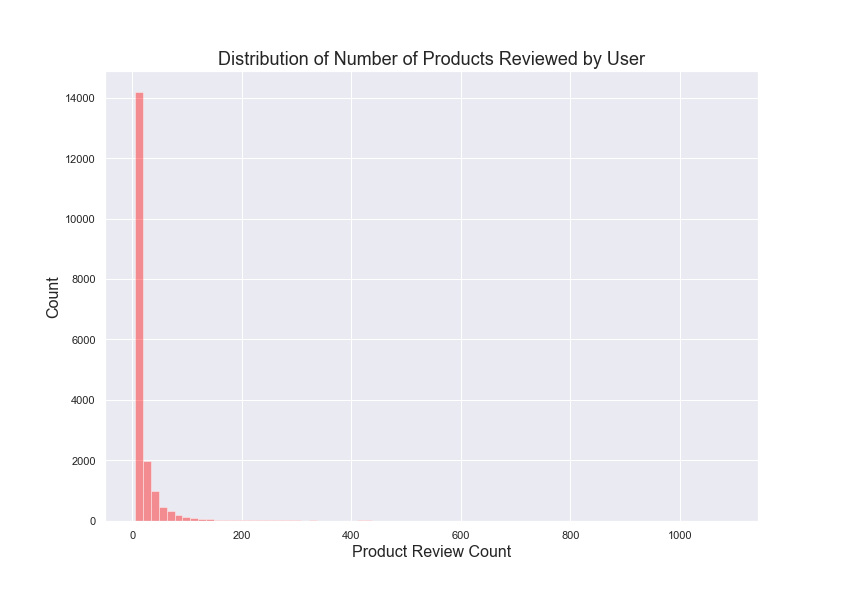 Distribution of Number of Products Reviewed by User
14000
12000
10000
8000
6000
4000
2000
0
Count
0 200 400 600 800 1000
Product Review Count